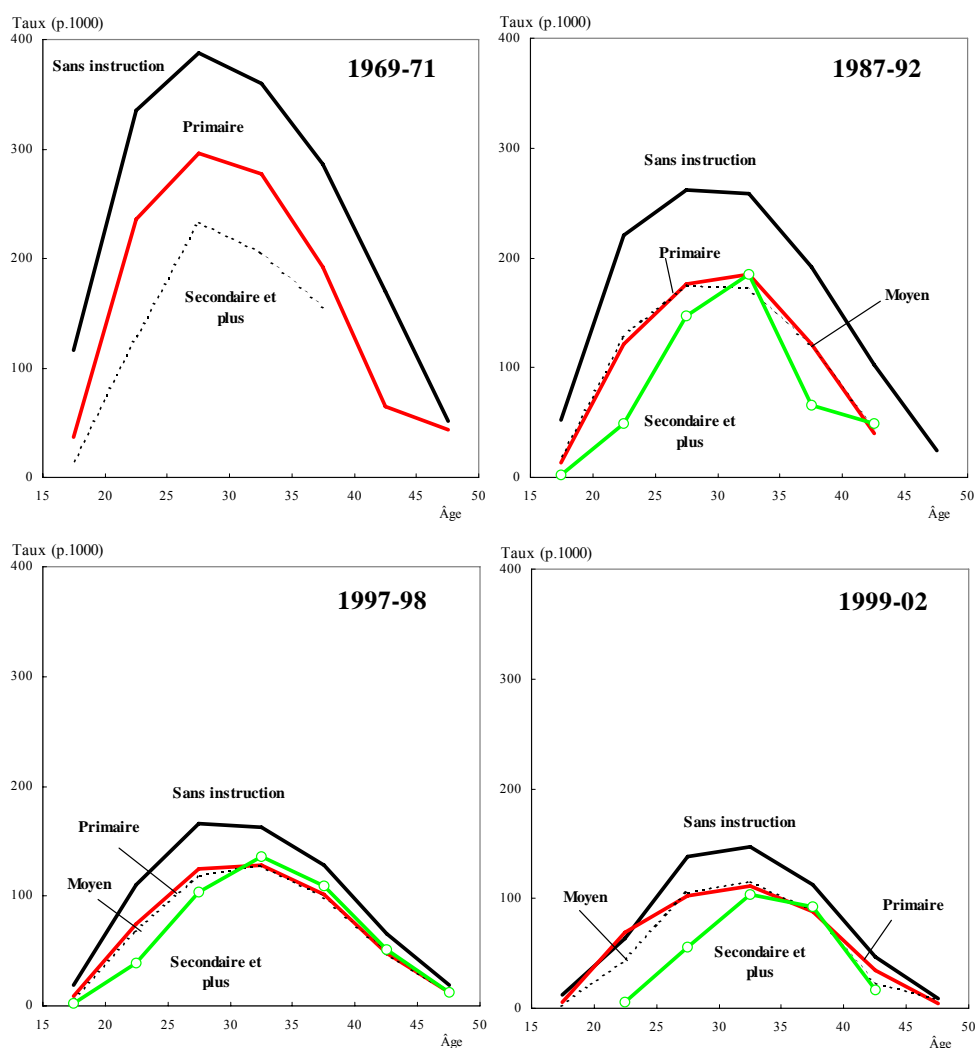 Taux (p.1000)
400
300
200
100
0
15 20 25 30 35 40 45 50
Âge
1969-71
Sans instruction
Primaire
Secondaire et
plus
Taux (p.1000)
400
300
200
100
0
15 20 25 30 35 40 45 50
Âge
1987-92
Sans instruction
Primaire
Moyen
Secondaire et
plus
Taux (p.1000)
400
300
200
100
0
15 20 25 30 35 40 45 50
Âge
1997-98
Sans instruction
Primaire
Moyen
Secondaire et
plus
Taux (p.1000)
400
300
200
100
0
15 20 25 30 35 40 45 50
Âge
1999-02
Sans instruction
Moyen
Primaire
Secondaire et
plus